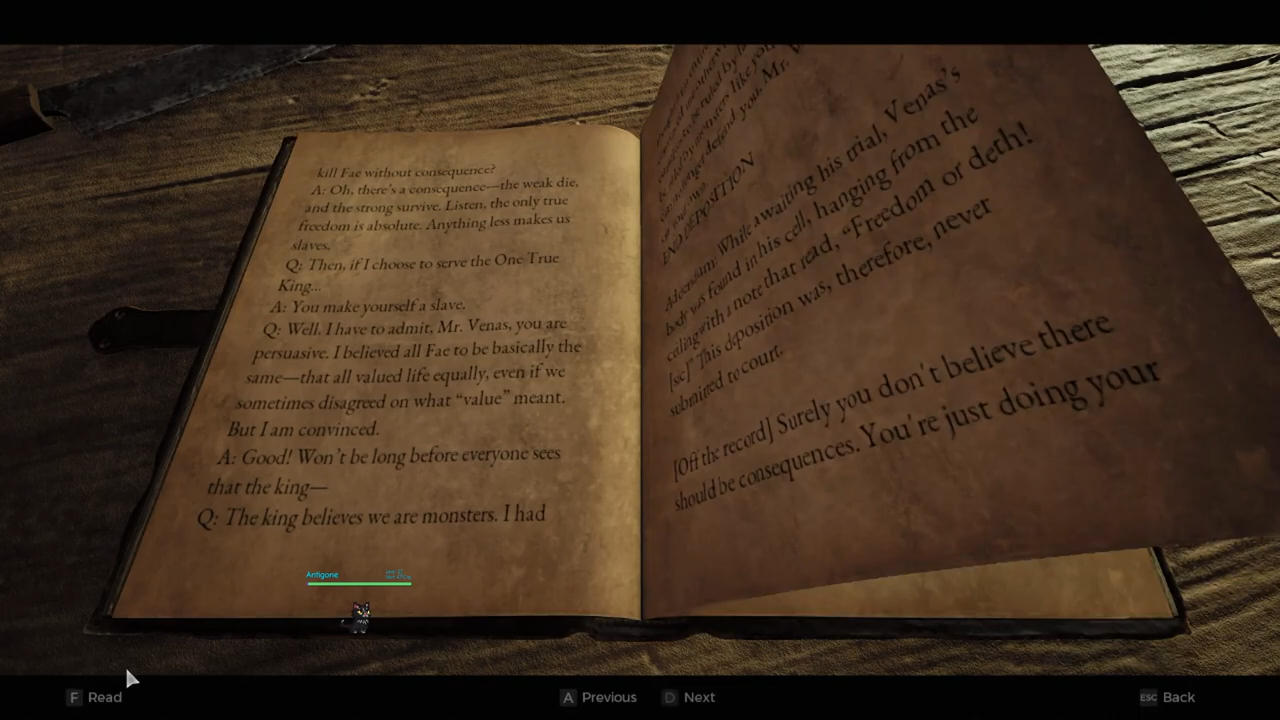 kill Fae without consequence?
A: Oh, there's a consequence—the weak die,
and the strong survive. Listen, the only true
freedom is absolute. Anything less makes us
slaves.
Q: Then, if I choose to serve the One True
King...
A: You make yourself a slave.
Q: Well, I have to admit, Mr. Venas, you are
persuasive. I believed all Fae to be basically the
same—that all valued life equally, even if we
sometimes disagreed on what “value” meant.
But I am convinced.
A: Good! Won't be long before everyone sees
that the king—
Q: The king believes we are monsters. I had
you. Mr.
END DEPOSITION
Addendum: While awaiting his trial, Venas's
body was found in his cell, hanging from the
ceiling with a note that read, “Freedom or deth!
[sic]” This deposition was, therefore, never
submitted to court.
[Off the record] Surely you don't believe there
should be consequences. You're just doing your
Antigone
F Read
A Previous
D Next
ESC Back